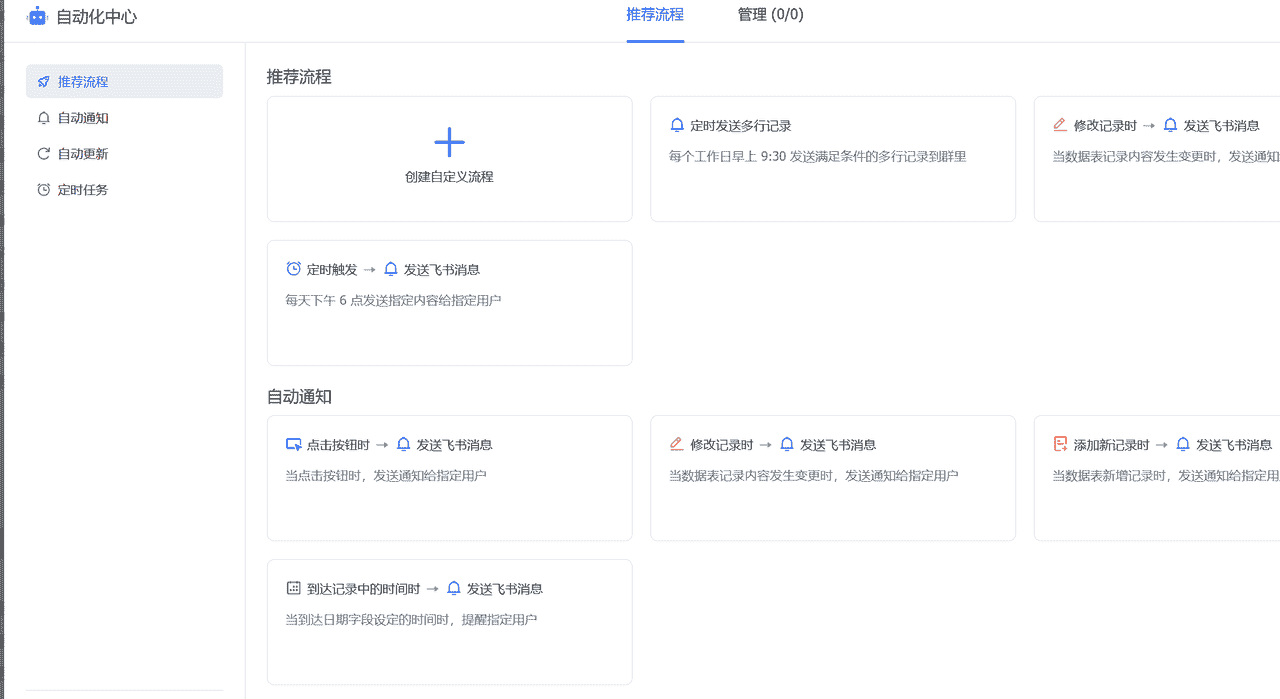 自动化中心
推荐流程 管理 (0/0)
推荐流程
自动通知
自动更新
定时任务
推荐流程
创建自定义流程
定时发送多行记录
每个工作日早上 9:30 发送满足条件的多行记录到群里
修改记录时 → 发送飞书消息
当数据表记录内容发生变更时，发送通知
定时触发 → 发送飞书消息
每天下午 6 点发送指定内容给指定用户
自动通知
点击按钮时 → 发送飞书消息
当点击按钮时，发送通知给指定用户
修改记录时 → 发送飞书消息
当数据表记录内容发生变更时，发送通知给指定用户
添加新记录时 → 发送飞书消息
当数据表新增记录时，发送通知给指定用
到达记录中的时间时 → 发送飞书消息
当到达日期字段设定的时间时，提醒指定用户